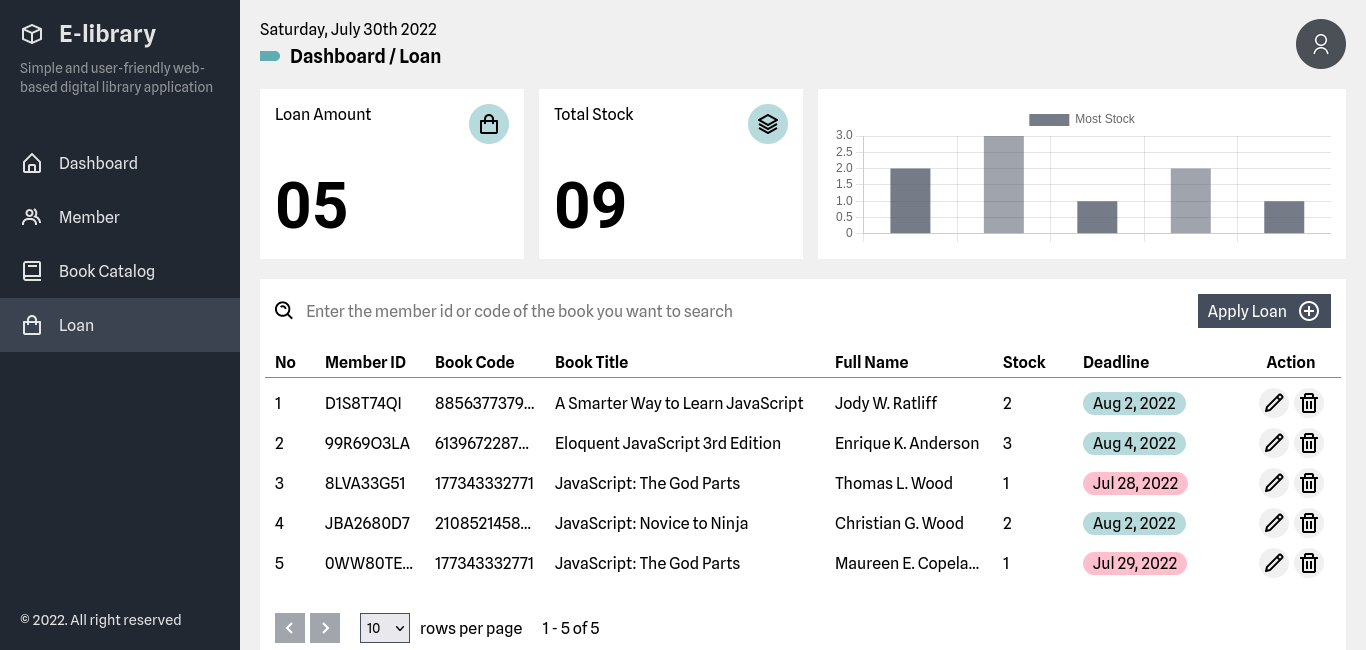 E-library
Simple and user-friendly web-
based digital library application
Dashboard
Member
Book Catalog
Loan
© 2022. All right reserved
Saturday, July 30th 2022
Dashboard / Loan
Loan Amount
05
Total Stock
09
Most Stock
3.0
2.5
2.0
1.5
1.0
0.5
0
Enter the member id or code of the book you want to search
Apply Loan
No Member ID Book Code Book Title Full Name Stock Deadline Action
1 D1S8T74QI 8856377379... A Smarter Way to Learn JavaScript Jody W. Ratliff 2 Aug 2, 2022
2 99R69O3LA 6139672287... Eloquent JavaScript 3rd Edition Enrique K. Anderson 3 Aug 4, 2022
3 8LVA33G51 177343332771 JavaScript: The God Parts Thomas L. Wood 1 Jul 28, 2022
4 JBA2680D7 2108521458... JavaScript: Novice to Ninja Christian G. Wood 2 Aug 2, 2022
5 0WW80TE... 177343332771 JavaScript: The God Parts Maureen E. Copela... 1 Jul 29, 2022
10 rows per page 1 - 5 of 5